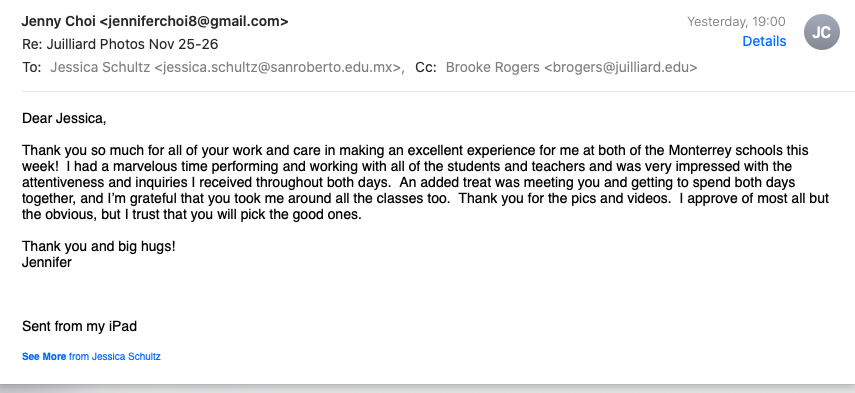 Jenny Choi <jenniferchoi8@gmail.com>
Yesterday, 19:00
Re: Juilliard Photos Nov 25-26
Details
JC
To: Jessica Schultz <jessica.schultz@sanroberto.edu.mx>, Cc: Brooke Rogers <brogers@juilliard.edu>
Dear Jessica,
Thank you so much for all of your work and care in making an excellent experience for me at both of the Monterrey schools this
week! I had a marvelous time performing and working with all of the students and teachers and was very impressed with the
attentiveness and inquiries I received throughout both days. An added treat was meeting you and getting to spend both days
together, and I'm grateful that you took me around all the classes too. Thank you for the pics and videos. I approve of most all but
the obvious, but I trust that you will pick the good ones.
Thank you and big hugs!
Jennifer
Sent from my iPad
See More from Jessica Schultz